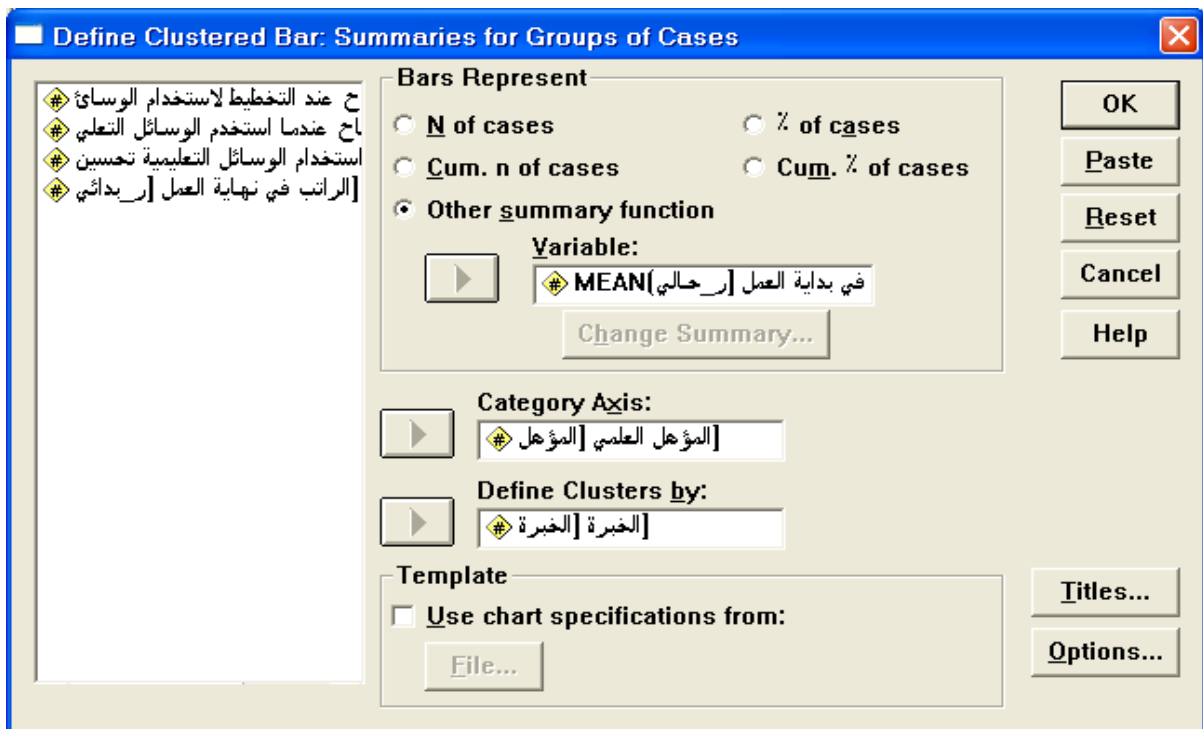 Define Clustered Bar: Summaries for Groups of Cases
ح عند التخطيط لاستخدام الوسائ
اح عندما استخدم الوسائل التعلي
استخدام الوسائل التعليمية تحسين
الراتب في نهاية العمل [ر_بدائي]
Bars Represent
N of cases
% of cases
Cum. n of cases
Cum. % of cases
Other summary function
Variable:
MEAN(في بداية العمل [ر_حالي
Change Summary...
Category Axis:
المؤهل العلمي [المؤهل]
Define Clusters by:
الخبرة [الخبرة]
Template
Use chart specifications from:
File...
OK
Paste
Reset
Cancel
Help
Titles...
Options...